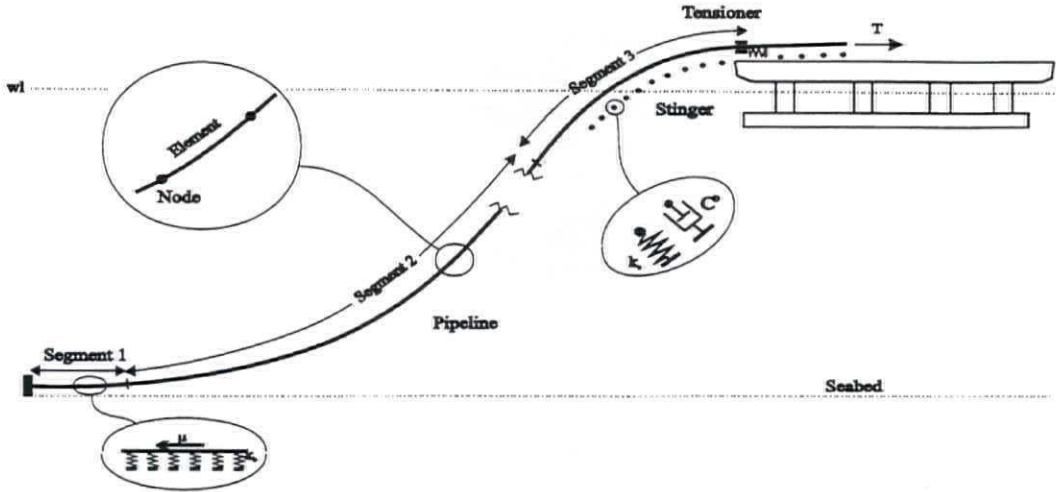 Tensioner
T
Segment 3
wl
Stinger
Element
Node
C
k
Segment 2
Pipeline
Segment 1
Seabed
μ
k